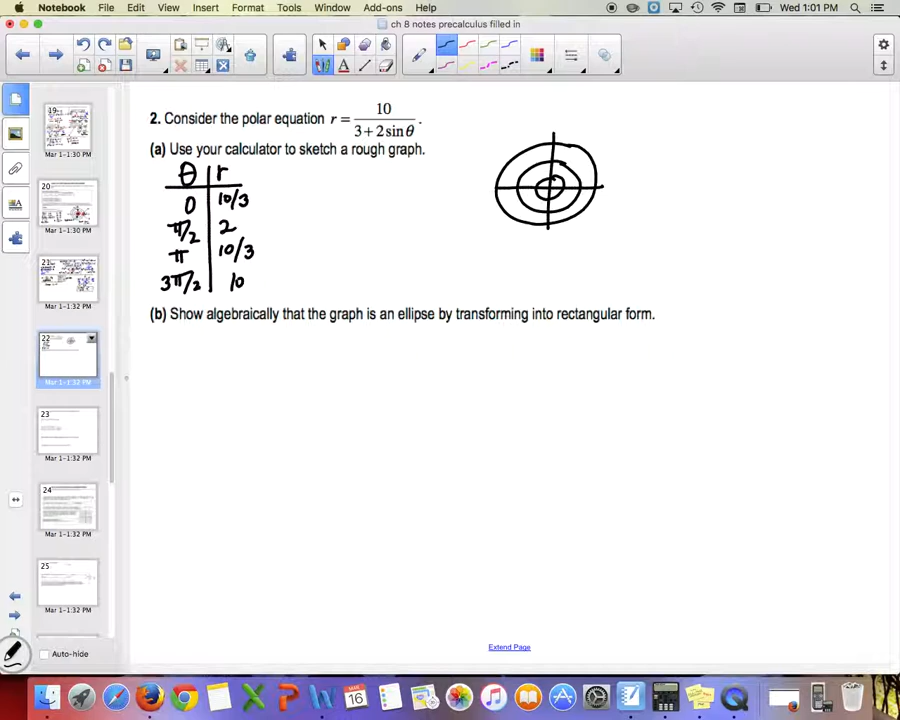 Notebook File Edit View Insert Format Tools Window Add-ons Help Wed 1:01 PM
ch 8 notes precalculus filled in
19
Mar 1–1:30 PM
20
Mar 1–1:30 PM
21
Mar 1–1:32 PM
22
Mar 1–1:32 PM
23
Mar 1–1:32 PM
24
Mar 1–1:32 PM
25
Mar 1–1:32 PM
Auto-hide
2. Consider the polar equation r = 10 / (3 + 2 sin θ).
(a) Use your calculator to sketch a rough graph.
θ r
0 10/3
π/2 2
π 10/3
3π/2 10
(b) Show algebraically that the graph is an ellipse by transforming into rectangular form.
Extend Page
MAR
16